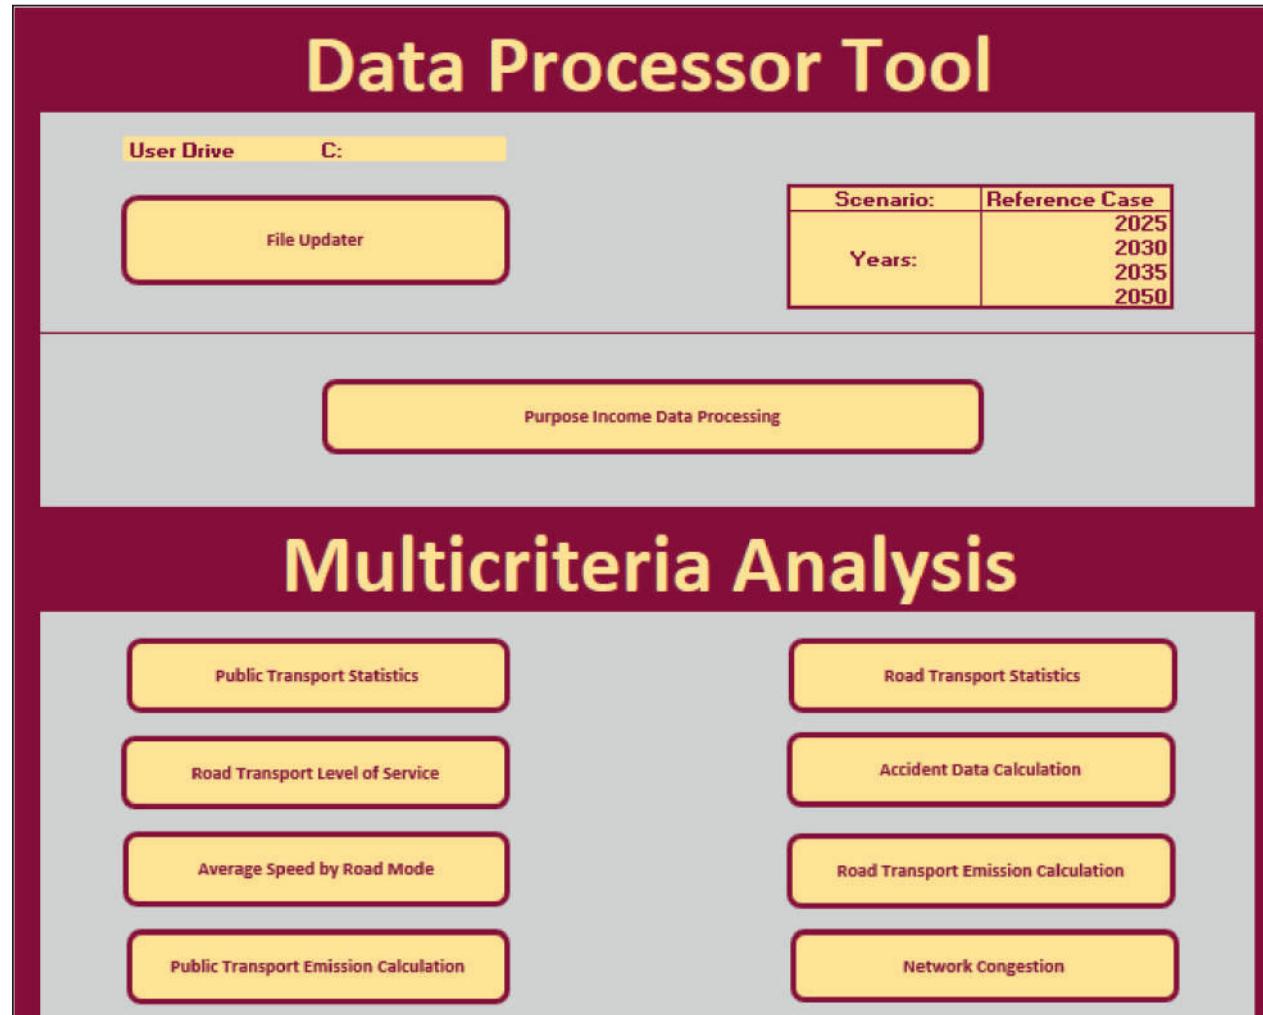 Data Processor Tool
User Drive C:
File Updater
Scenario: Reference Case
Years: 2025
2030
2035
2050
Purpose Income Data Processing
Multicriteria Analysis
Public Transport Statistics
Road Transport Statistics
Road Transport Level of Service
Accident Data Calculation
Average Speed by Road Mode
Road Transport Emission Calculation
Public Transport Emission Calculation
Network Congestion